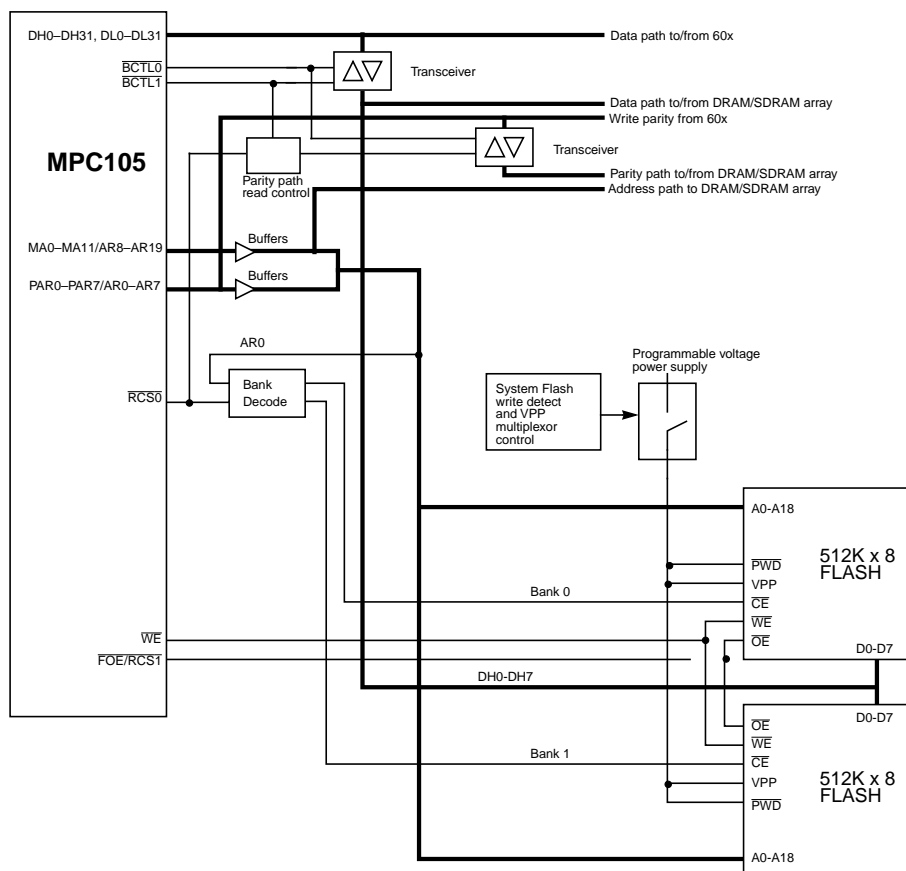 DH0–DH31, DL0–DL31
Data path to/from 60x
BCTL0
BCTL1
Transceiver
Data path to/from DRAM/SDRAM array
Write parity from 60x
MPC105
Transceiver
Parity path
read control
Parity path to/from DRAM/SDRAM array
Address path to DRAM/SDRAM array
MA0–MA11/AR8–AR19
Buffers
PAR0–PAR7/AR0–AR7
Buffers
AR0
Programmable voltage
power supply
Bank
Decode
RCS0
System Flash
write detect
and VPP
multiplexor
control
A0-A18
512K x 8
FLASH
PWD
VPP
Bank 0
CE
WE
OE
WE
D0-D7
FOE/RCS1
DH0-DH7
D0-D7
OE
WE
Bank 1
CE
VPP
512K x 8
FLASH
PWD
A0-A18